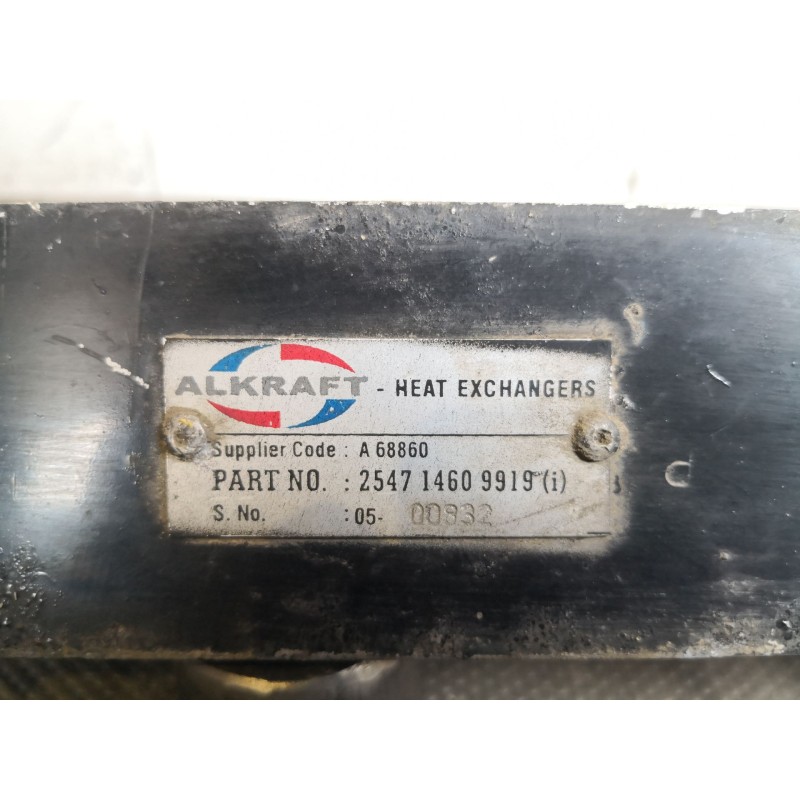 ALKRAFT - HEAT EXCHANGERS
Supplier Code : A 68860
PART NO. : 2547 1460 9919 (i)
S. No. : 05- 00832